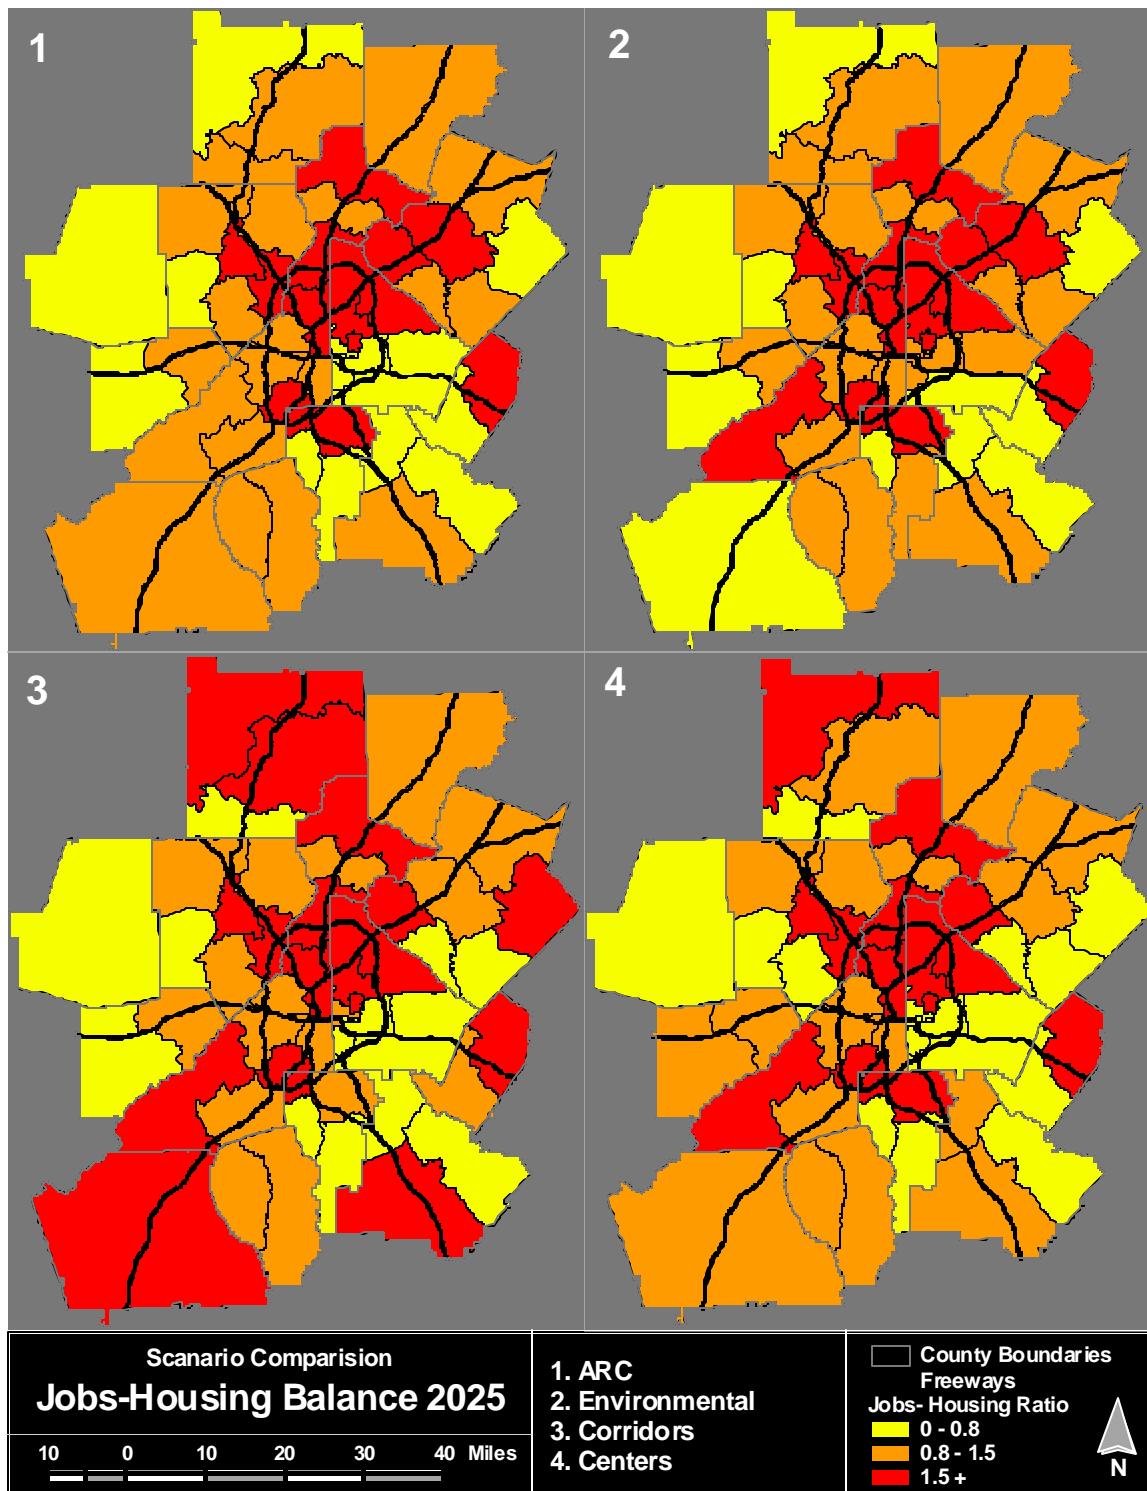 1
2
3
4
Scanario Comparision
Jobs-Housing Balance 2025
10 0 10 20 30 40 Miles
1. ARC
2. Environmental
3. Corridors
4. Centers
County Boundaries
Freeways
Jobs- Housing Ratio
0 - 0.8
0.8 - 1.5
1.5 +
N